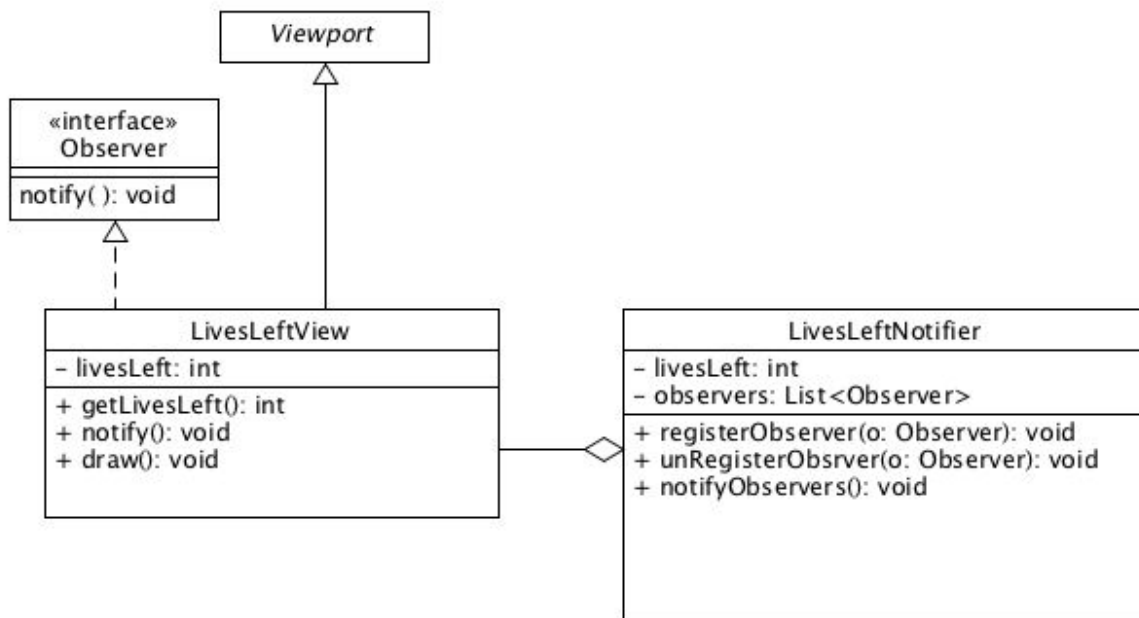 Viewport
«interface»
Observer
notify( ): void
LivesLeftView
– livesLeft: int
+ getLivesLeft(): int
+ notify(): void
+ draw(): void
LivesLeftNotifier
– livesLeft: int
– observers: List<Observer>
+ registerObserver(o: Observer): void
+ unRegisterObsrver(o: Observer): void
+ notifyObservers(): void